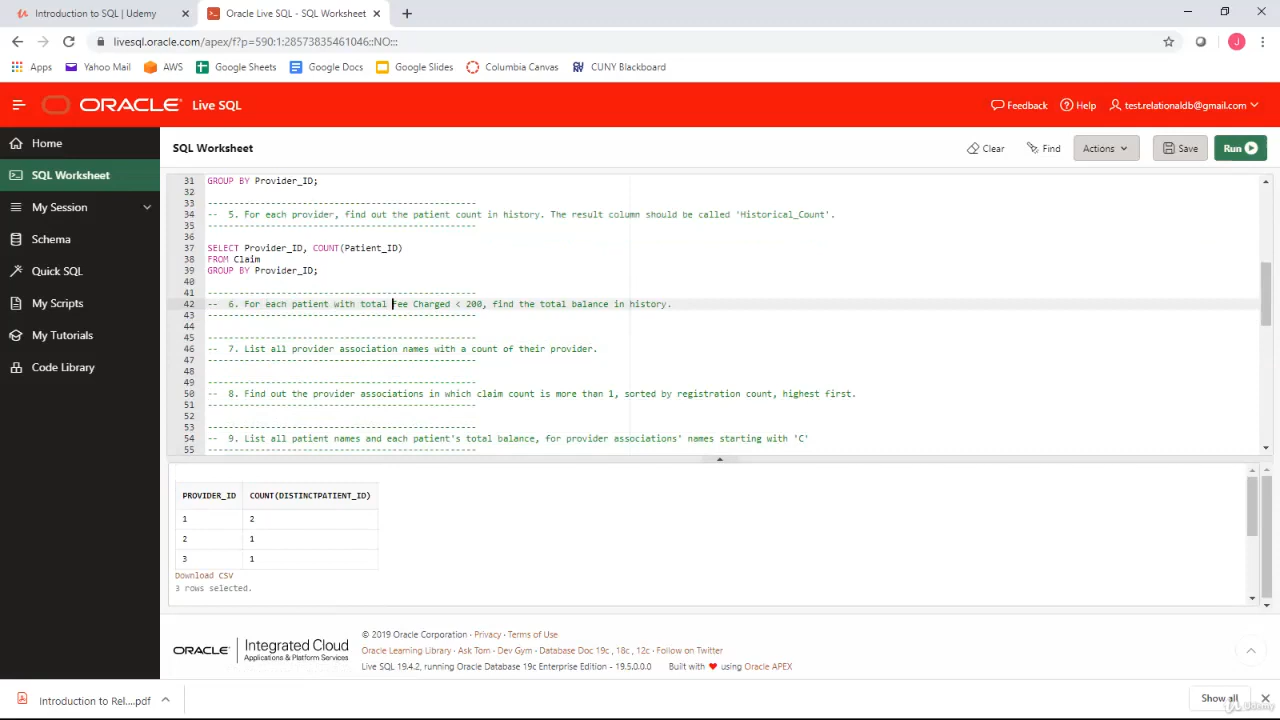 Introduction to SQL | Udemy
Oracle Live SQL - SQL Worksheet
livesql.oracle.com/apex/f?p=590:1:28573835461046::NO:::
J
Apps
Yahoo Mail
AWS
Google Sheets
Google Docs
Google Slides
Columbia Canvas
CUNY Blackboard
ORACLE Live SQL
Feedback
Help
test.relationaldb@gmail.com
Home
SQL Worksheet
My Session
Schema
Quick SQL
My Scripts
My Tutorials
Code Library
SQL Worksheet
Clear
Find
Actions
Save
Run
31 GROUP BY Provider_ID;
32
33 ---------------------------------------------------
34 -- 5. For each provider, find out the patient count in history. The result column should be called 'Historical_Count'.
35 ---------------------------------------------------
36
37 SELECT Provider_ID, COUNT(Patient_ID)
38 FROM Claim
39 GROUP BY Provider_ID;
40
41 ---------------------------------------------------
42 -- 6. For each patient with total Fee Charged < 200, find the total balance in history.
43 ---------------------------------------------------
44
45 ---------------------------------------------------
46 -- 7. List all provider association names with a count of their provider.
47 ---------------------------------------------------
48
49 ---------------------------------------------------
50 -- 8. Find out the provider associations in which claim count is more than 1, sorted by registration count, highest first.
51 ---------------------------------------------------
52
53 ---------------------------------------------------
54 -- 9. List all patient names and each patient's total balance, for provider associations' names starting with 'C'
55 ---------------------------------------------------
PROVIDER_ID COUNT(DISTINCTPATIENT_ID)
1 2
2 1
3 1
Download CSV
3 rows selected.
ORACLE Integrated Cloud
Applications & Platform Services
© 2019 Oracle Corporation · Privacy · Terms of Use
Oracle Learning Library · Ask Tom · Dev Gym · Database Doc 19c, 18c, 12c · Follow on Twitter
Live SQL 19.4.2, running Oracle Database 19c Enterprise Edition - 19.5.0.0.0 Built with ♥ using Oracle APEX
Introduction to Rel....pdf
Show all
Udemy